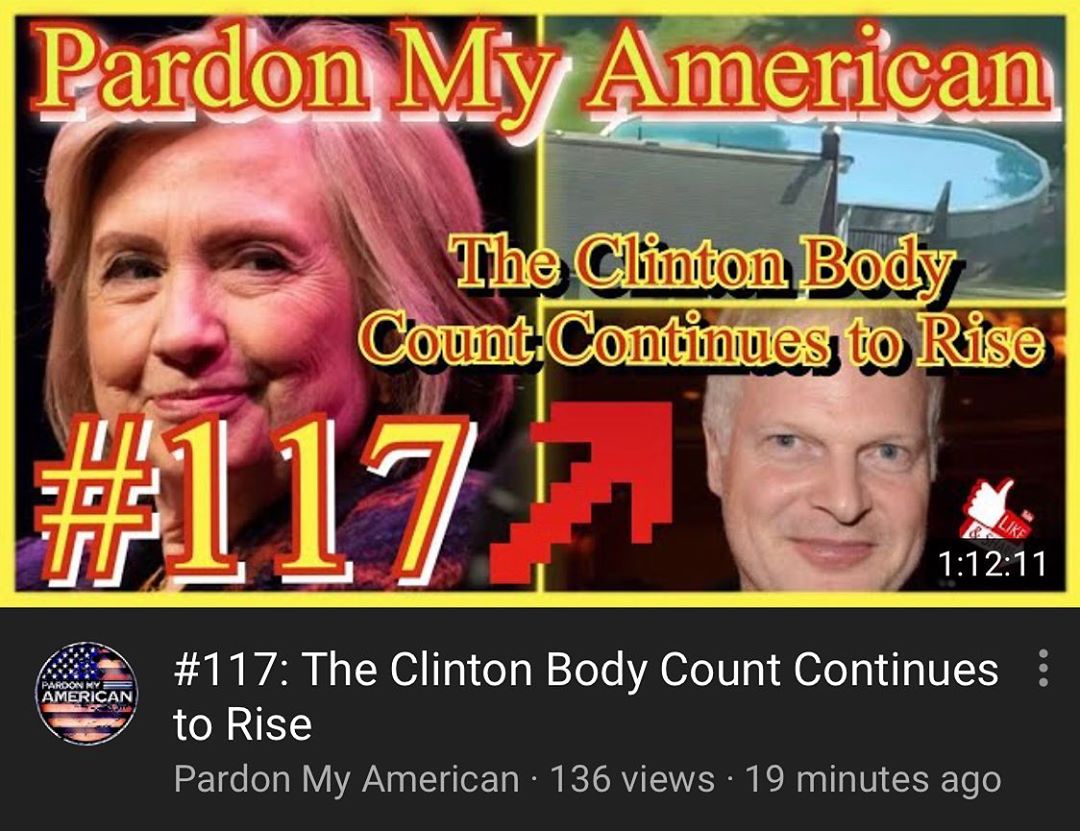 Pardon My American
The Clinton Body
Count Continues to Rise
#117
LIKE
1:12:11
PARDON MY
AMERICAN
#117: The Clinton Body Count Continues
to Rise
Pardon My American · 136 views · 19 minutes ago